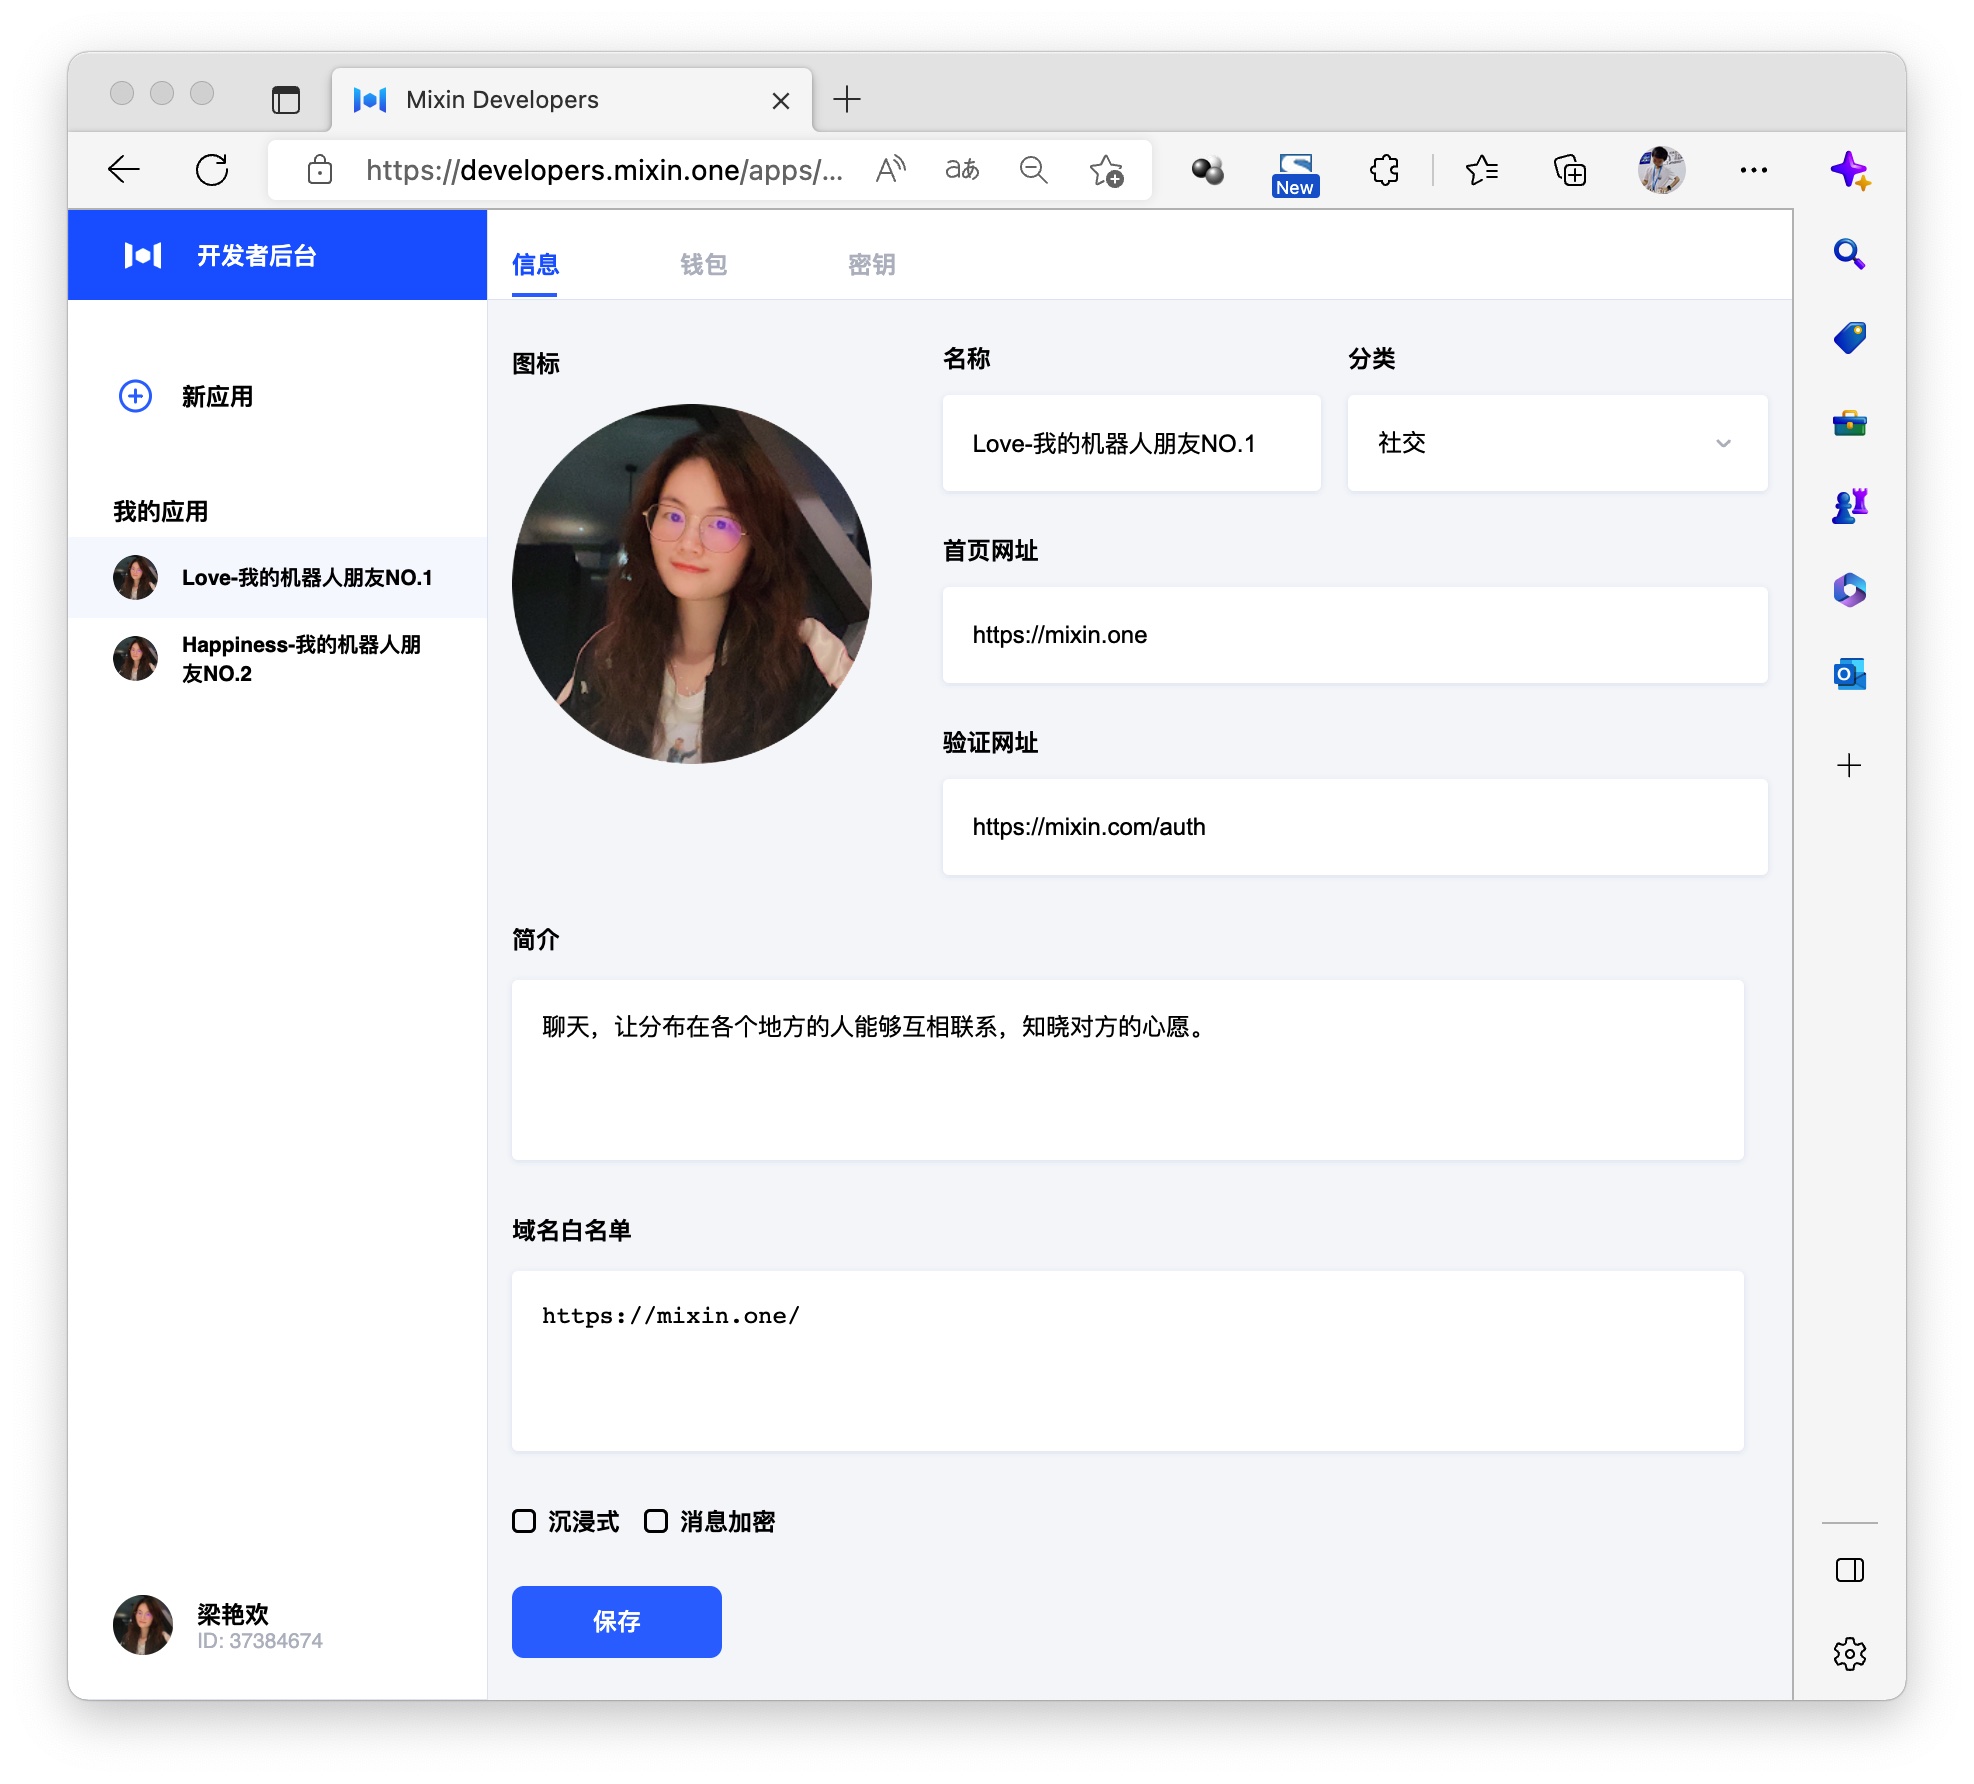 Mixin Developers
https://developers.mixin.one/apps/...
A
aあ
New
开发者后台
信息
钱包
密钥
新应用
我的应用
Love-我的机器人朋友NO.1
Happiness-我的机器人朋
友NO.2
图标
名称
分类
Love-我的机器人朋友NO.1
社交
首页网址
https://mixin.one
验证网址
https://mixin.com/auth
简介
聊天，让分布在各个地方的人能够互相联系，知晓对方的心愿。
域名白名单
https://mixin.one/
沉浸式
消息加密
保存
梁艳欢
ID: 37384674